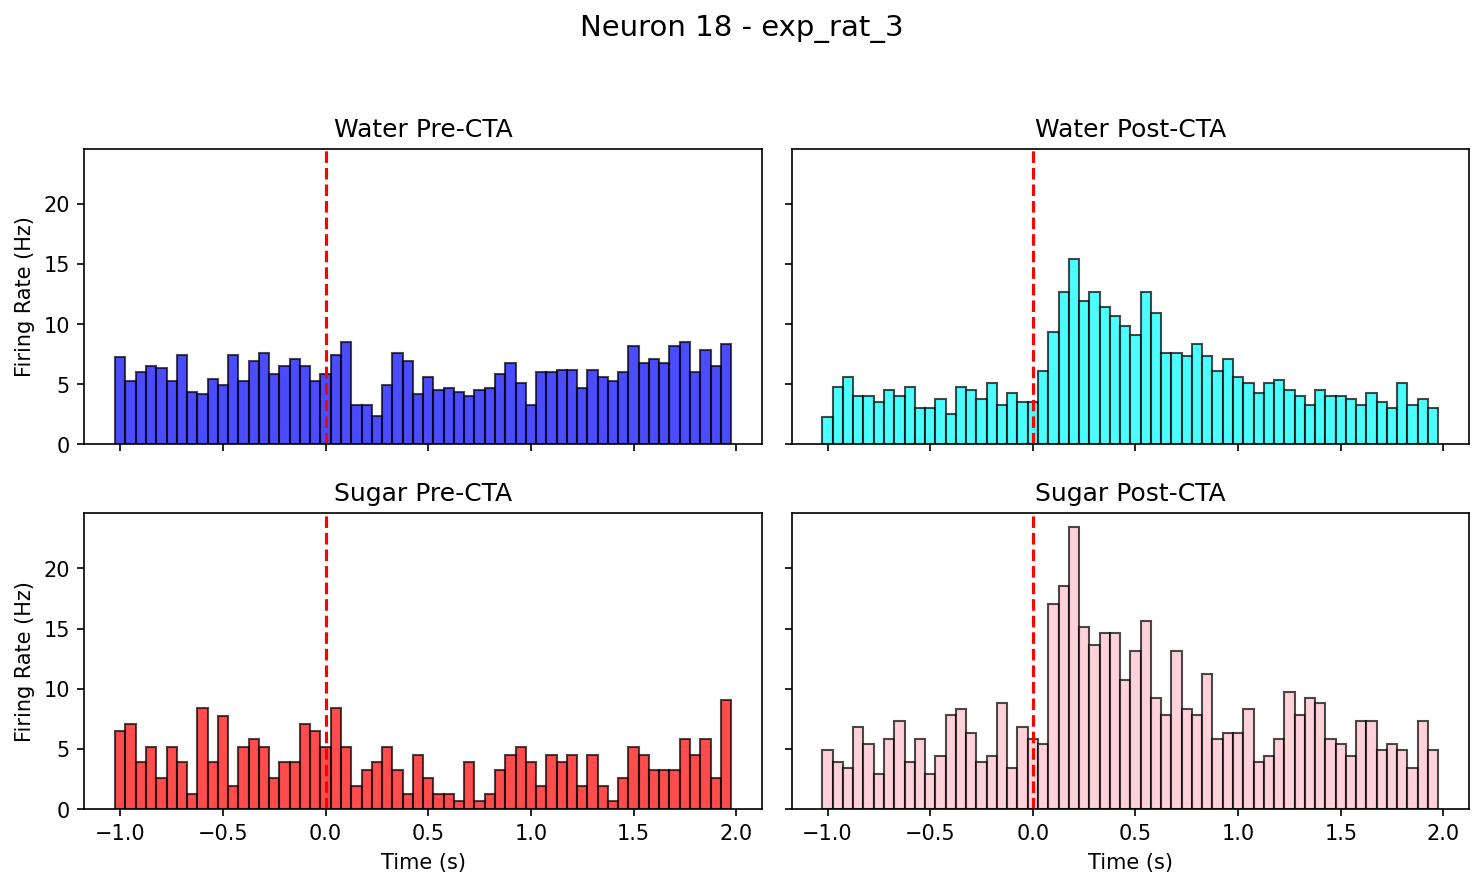 Neuron 18 - exp_rat_3
Water Pre-CTA
Water Post-CTA
Firing Rate (Hz)
20
15
10
5
0
Sugar Pre-CTA
Sugar Post-CTA
Firing Rate (Hz)
20
15
10
5
0
−1.0 −0.5 0.0 0.5 1.0 1.5 2.0
−1.0 −0.5 0.0 0.5 1.0 1.5 2.0
Time (s)
Time (s)